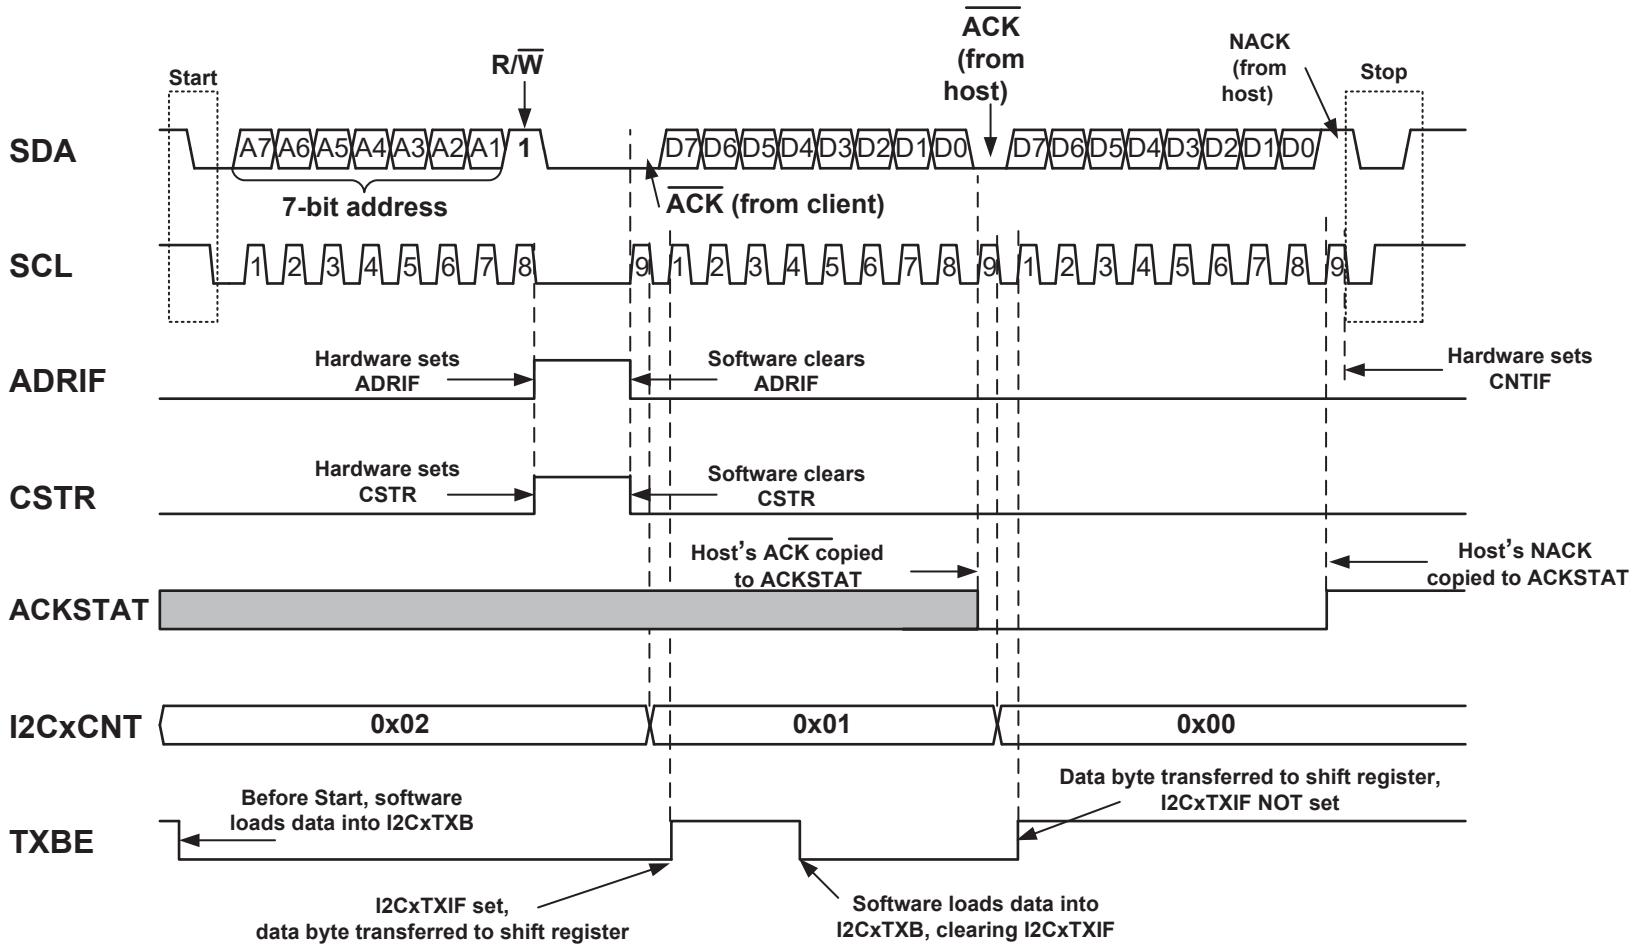 ACK
(from
host)
NACK
(from
host)
R/W
Start
Stop
SDA
A7 A6 A5 A4 A3 A2 A1 1
D7 D6 D5 D4 D3 D2 D1 D0
D7 D6 D5 D4 D3 D2 D1 D0
7-bit address
ACK (from client)
SCL
1 2 3 4 5 6 7 8 9 1 2 3 4 5 6 7 8 9 1 2 3 4 5 6 7 8 9
ADRIF
Hardware sets
ADRIF
Software clears
ADRIF
Hardware sets
CNTIF
CSTR
Hardware sets
CSTR
Software clears
CSTR
Host's ACK copied
to ACKSTAT
Host's NACK
copied to ACKSTAT
ACKSTAT
I2CxCNT
0x02
0x01
0x00
TXBE
Before Start, software
loads data into I2CxTXB
Data byte transferred to shift register,
I2CxTXIF NOT set
I2CxTXIF set,
data byte transferred to shift register
Software loads data into
I2CxTXB, clearing I2CxTXIF